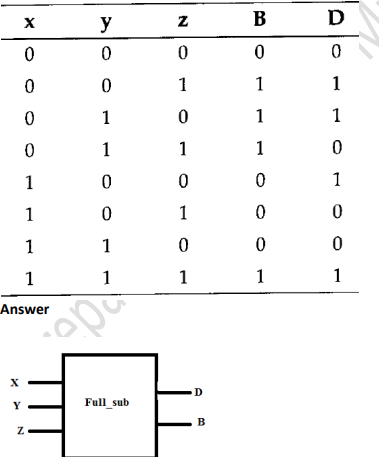 x y z B D
0 0 0 0 0
0 0 1 1 1
0 1 0 1 1
0 1 1 1 0
1 0 0 0 1
1 0 1 0 0
1 1 0 0 0
1 1 1 1 1
Answer
X
Y
Z
Full_sub
D
B